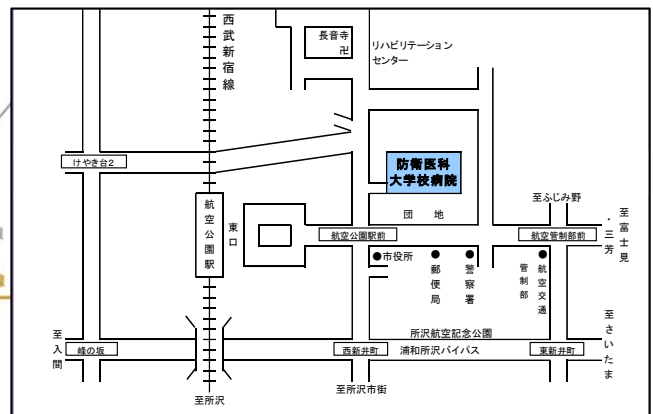 西武新宿線
長音寺
卍
リハビリテーション
センター
けやき台2
防衛医科
大学校病院
航空公園駅
東口
団地
航空公園駅前
至ふじみ野
航空管制部前
至富士見
・三芳
●市役所
●郵便局
●警察署
●航空交通
管制部
至入間
峰の坂
所沢航空記念公園
西新井町
浦和所沢バイパス
東新井町
至さいたま
至所沢
至所沢市街